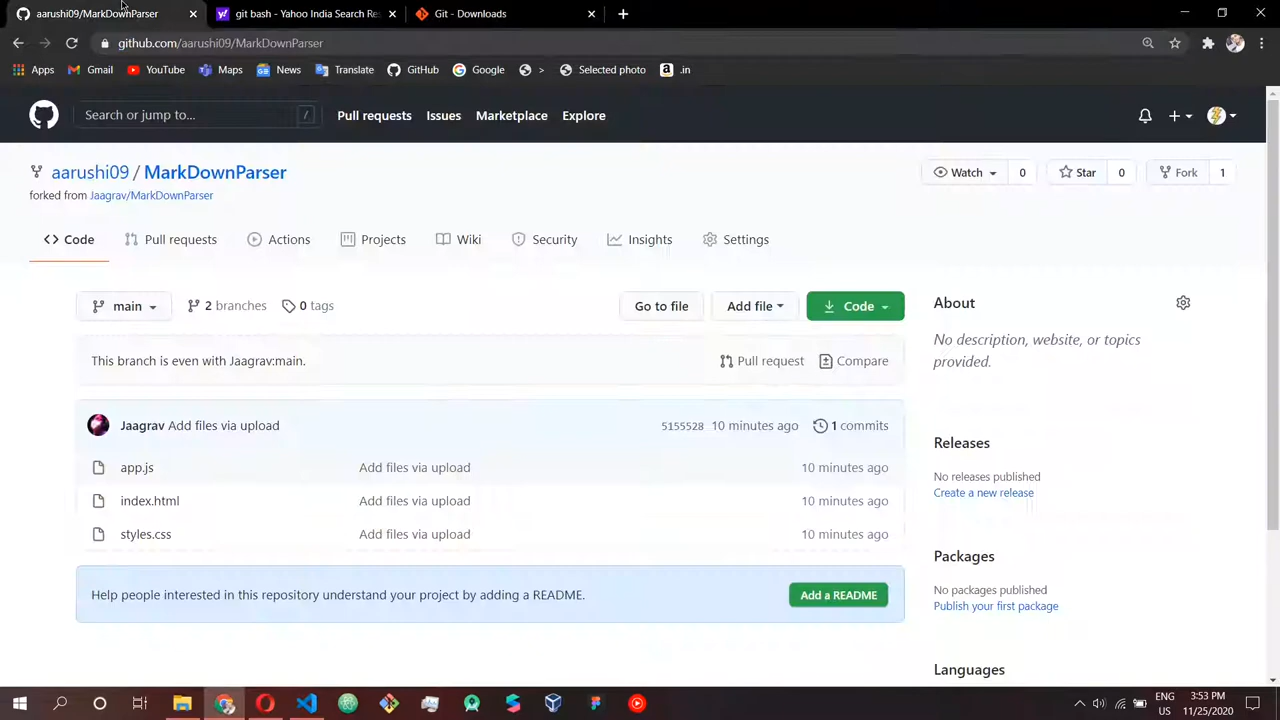 aarushi09/MarkDownParser
git bash - Yahoo India Search Res
Git - Downloads
github.com/aarushi09/MarkDownParser
Apps Gmail YouTube Maps News Translate GitHub Google > Selected photo .in
Search or jump to... /
Pull requests Issues Marketplace Explore
aarushi09 / MarkDownParser
Watch 0 Star 0 Fork 1
forked from Jaagrav/MarkDownParser
Code Pull requests Actions Projects Wiki Security Insights Settings
main 2 branches 0 tags Go to file Add file Code
This branch is even with Jaagrav:main. Pull request Compare
Jaagrav Add files via upload 5155528 10 minutes ago 1 commits
app.js Add files via upload 10 minutes ago
index.html Add files via upload 10 minutes ago
styles.css Add files via upload 10 minutes ago
Help people interested in this repository understand your project by adding a README. Add a README
About
No description, website, or topics
provided.
Releases
No releases published
Create a new release
Packages
No packages published
Publish your first package
Languages
ENG
US
3:53 PM
11/25/2020